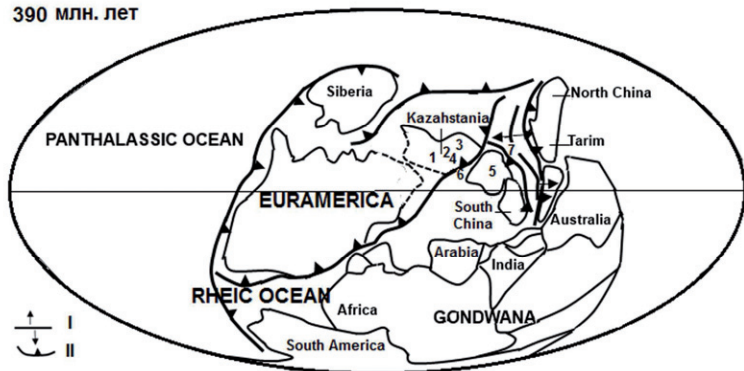 390 млн. лет
Siberia
North China
Kazahstania
PANTHALASSIC OCEAN
3
2
7
Tarim
1
4
6
5
EURAMERICA
South
China
Australia
Arabia
India
RHEIC OCEAN
Africa
GONDWANA
I
II
South America